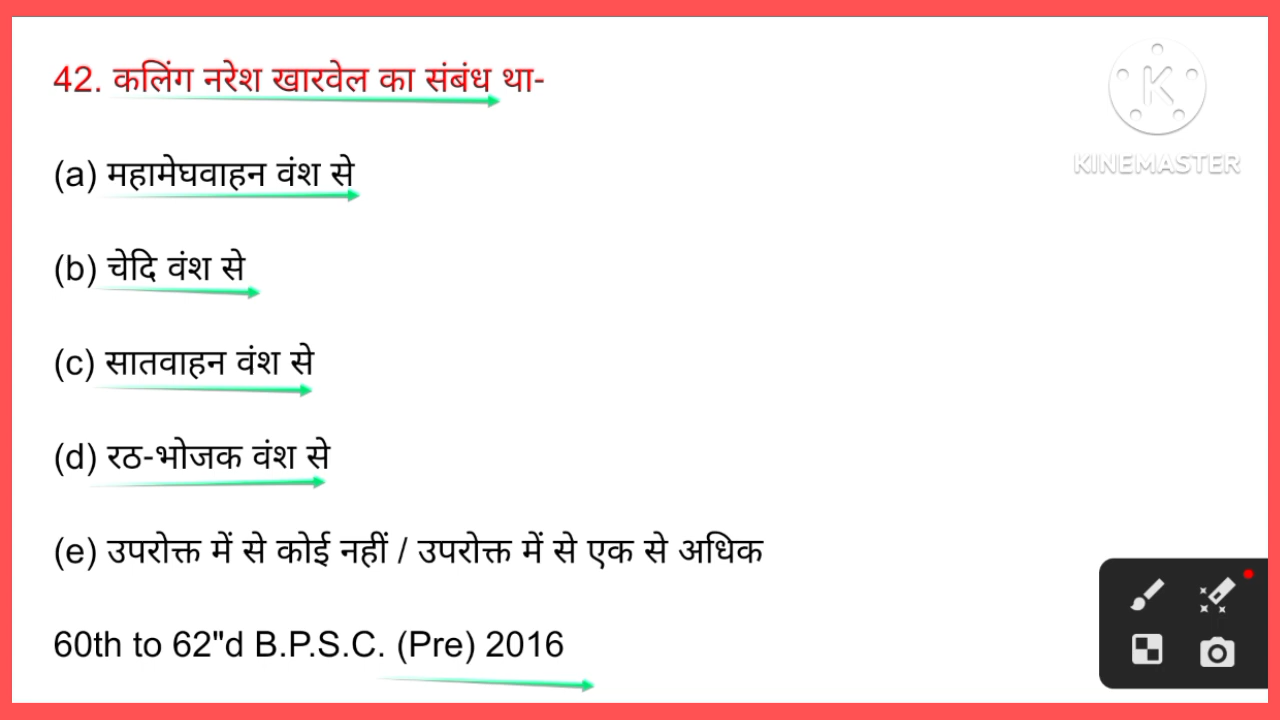 42. कलिंग नरेश खारवेल का संबंध था-
KINEMASTER
(a) महामेघवाहन वंश से
(b) चेदि वंश से
(c) सातवाहन वंश से
(d) रठ-भोजक वंश से
(e) उपरोक्त में से कोई नहीं / उपरोक्त में से एक से अधिक
60th to 62"d B.P.S.C. (Pre) 2016